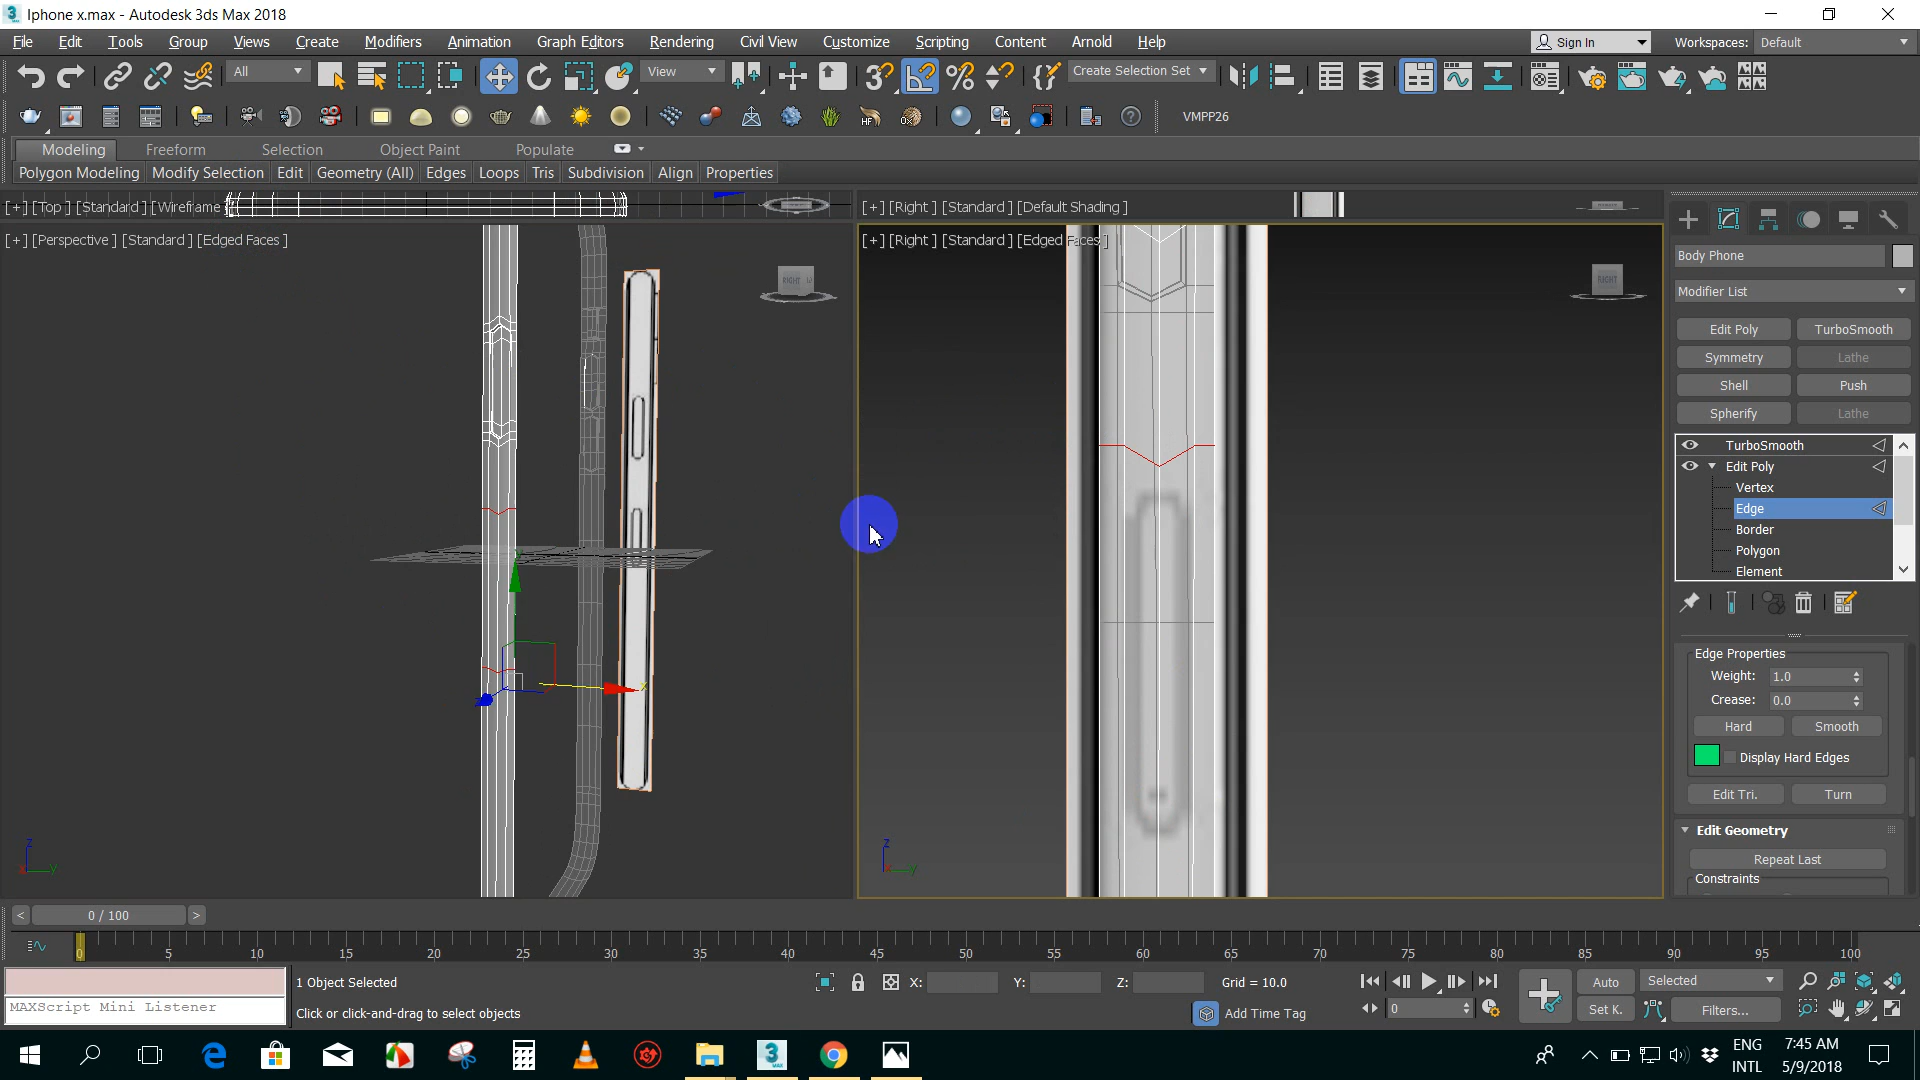 Iphone x.max - Autodesk 3ds Max 2018
File Edit Tools Group Views Create Modifiers Animation Graph Editors Rendering Civil View Customize Scripting Content Arnold Help
Sign In
Workspaces: Default
All
View
Create Selection Set
VMPP26
Modeling Freeform Selection Object Paint Populate
Polygon Modeling Modify Selection Edit Geometry (All) Edges Loops Tris Subdivision Align Properties
[+] [Top ] [Standard ] [Wireframe
[+] [Right ] [Standard ] [Default Shading ]
[+] [Perspective ] [Standard ] [Edged Faces ]
[+] [Right ] [Standard ] [Edged Faces ]
RIGHT
RIGHT
Body Phone
Modifier List
Edit Poly TurboSmooth
Symmetry Lathe
Shell Push
Spherify Lathe
TurboSmooth
Edit Poly
Vertex
Edge
Border
Polygon
Element
Edge Properties
Weight: 1.0
Crease: 0.0
Hard Smooth
Display Hard Edges
Edit Tri. Turn
Edit Geometry
Repeat Last
Constraints
x
z
x y
z
y
< 0 / 100 >
0 5 10 15 20 25 30 35 40 45 50 55 60 65 70 75 80 85 90 95 100
MAXScript Mini Listener
1 Object Selected
Click or click-and-drag to select objects
X: Y: Z: Grid = 10.0
Add Time Tag
0
Auto Selected
Set K. Filters...
ENG
INTL
7:45 AM
5/9/2018